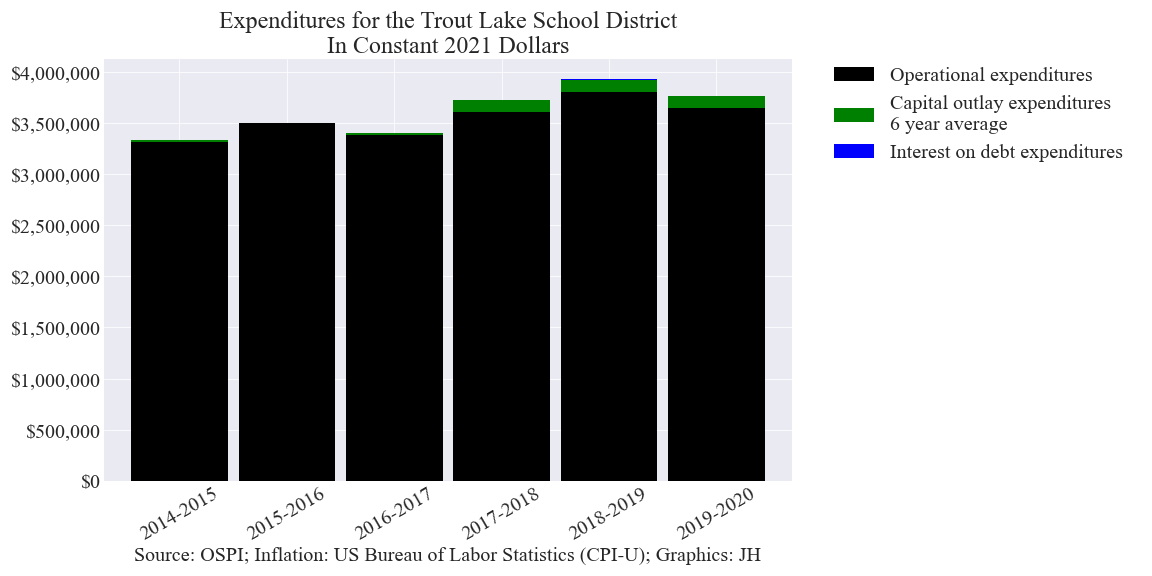 Expenditures for the Trout Lake School District
In Constant 2021 Dollars
$4,000,000
$3,500,000
$3,000,000
$2,500,000
$2,000,000
$1,500,000
$1,000,000
$500,000
$0
2014-2015
2015-2016
2016-2017
2017-2018
2018-2019
2019-2020
Source: OSPI; Inflation: US Bureau of Labor Statistics (CPI-U); Graphics: JH
Operational expenditures
Capital outlay expenditures
6 year average
Interest on debt expenditures